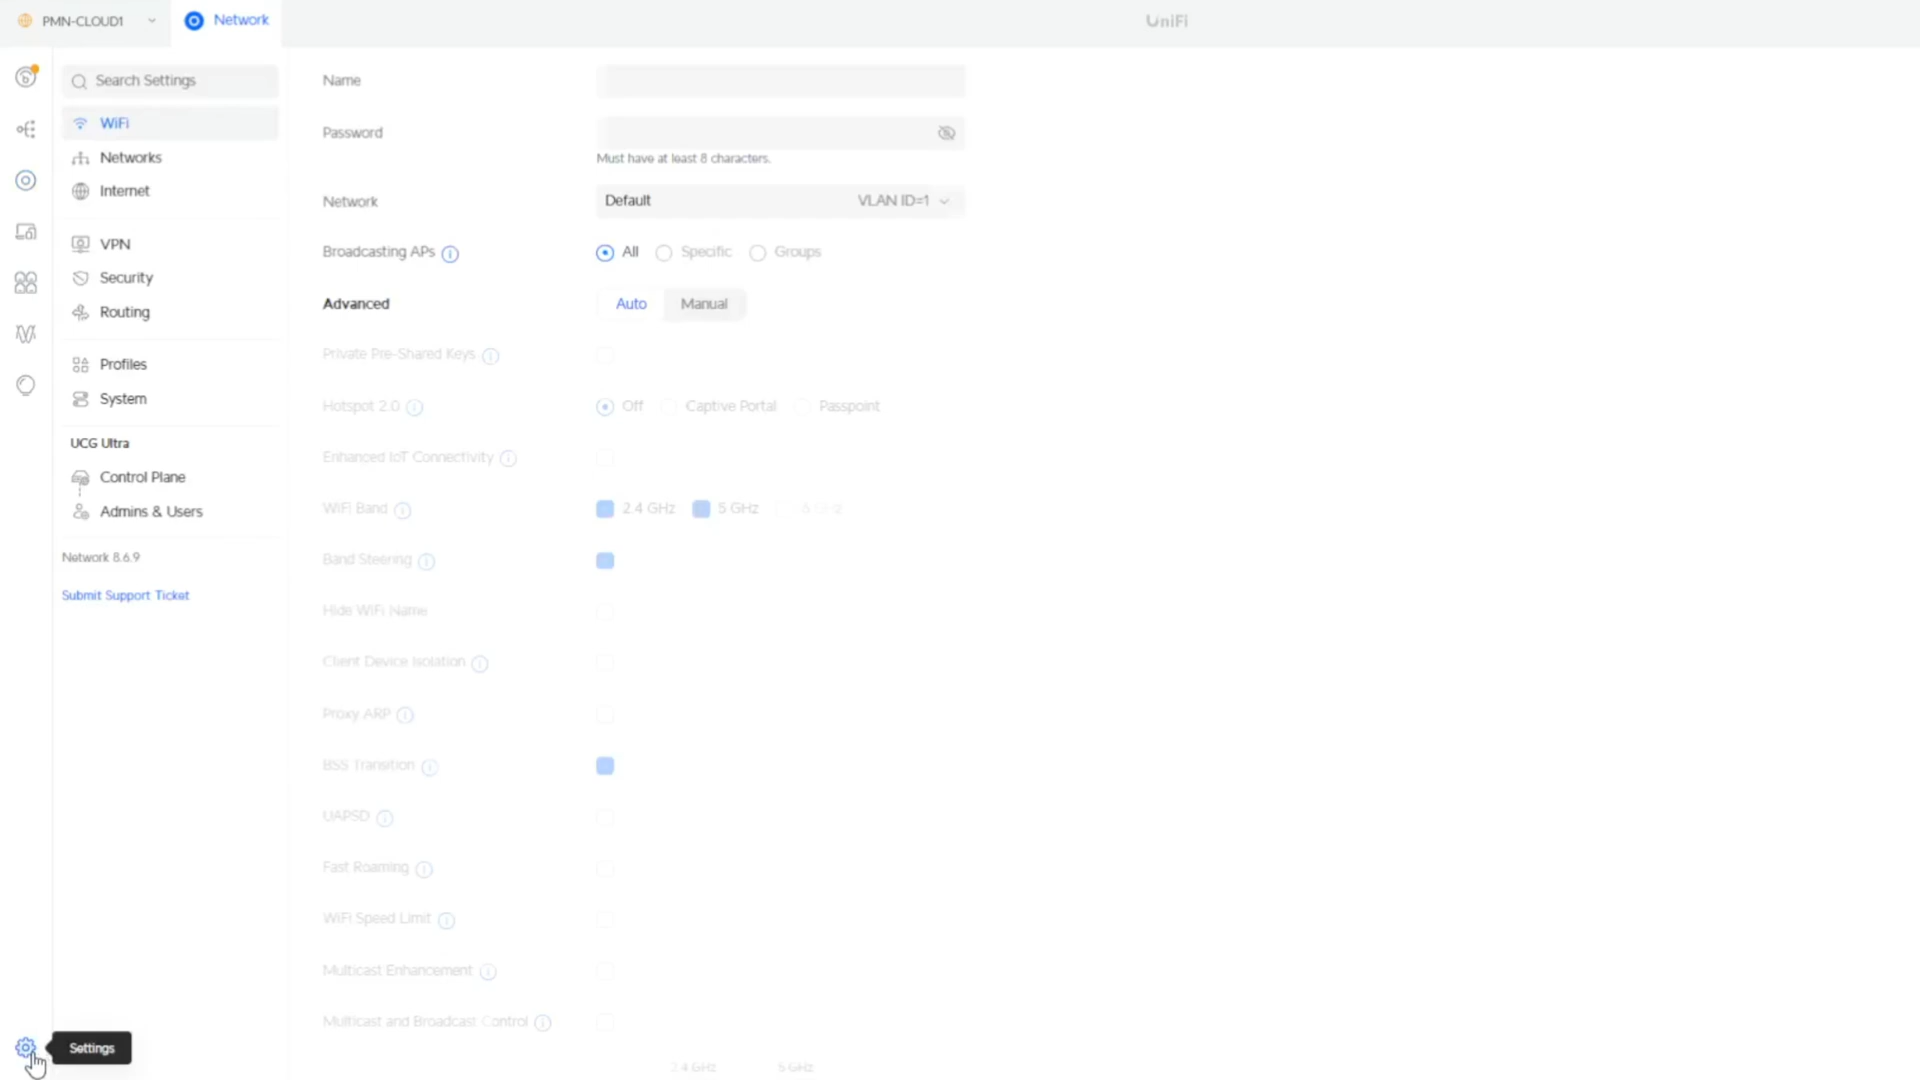 PMN-CLOUD1
Network
UniFi
Search Settings
WiFi
Networks
Internet
VPN
Security
Routing
Profiles
System
UCG Ultra
Control Plane
Admins & Users
Network 8.6.9
Submit Support Ticket
Settings
Name
Password
Must have at least 8 characters.
Network Default VLAN ID=1
Broadcasting APs All Specific Groups
Advanced Auto Manual
Private Pre-Shared Keys
Hotspot 2.0 Off Captive Portal Passpoint
Enhanced IoT Connectivity
WiFi Band 2.4 GHz 5 GHz 6 GHz
Band Steering
Hide WiFi Name
Client Device Isolation
Proxy ARP
BSS Transition
UAPSD
Fast Roaming
WiFi Speed Limit
Multicast Enhancement
Multicast and Broadcast Control
2.4 GHz 5 GHz